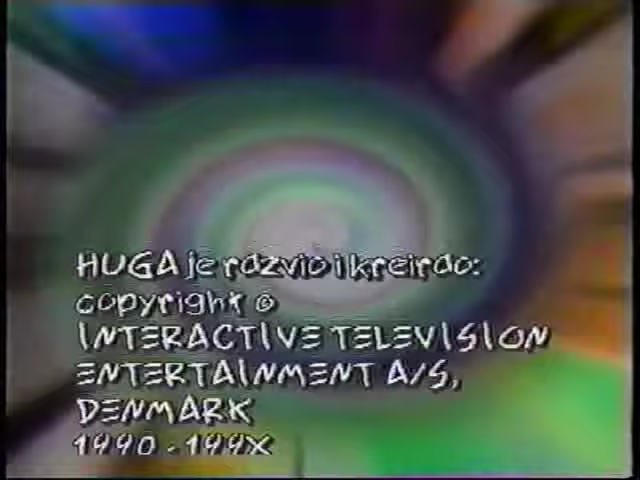 HUGA je razvio i kreirao:
copyright ©
INTERACTIVE TELEVISION
ENTERTAINMENT A/S,
DENMARK
1990 - 199X